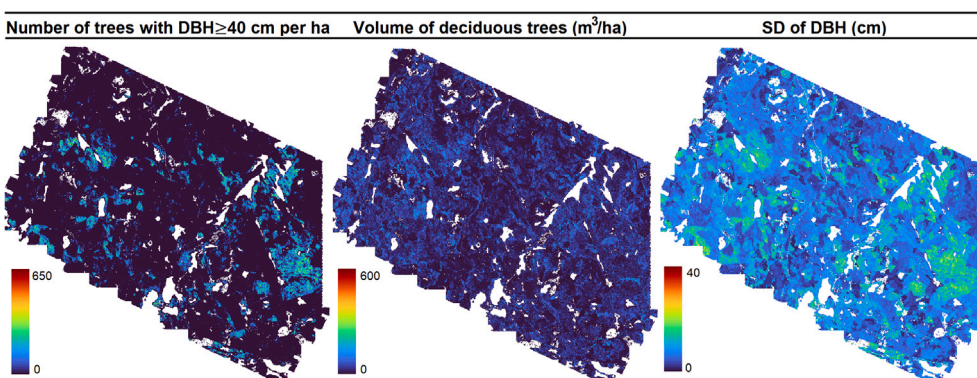 Number of trees with DBH≥40 cm per ha
Volume of deciduous trees (m³/ha)
SD of DBH (cm)
650
0
600
0
40
0